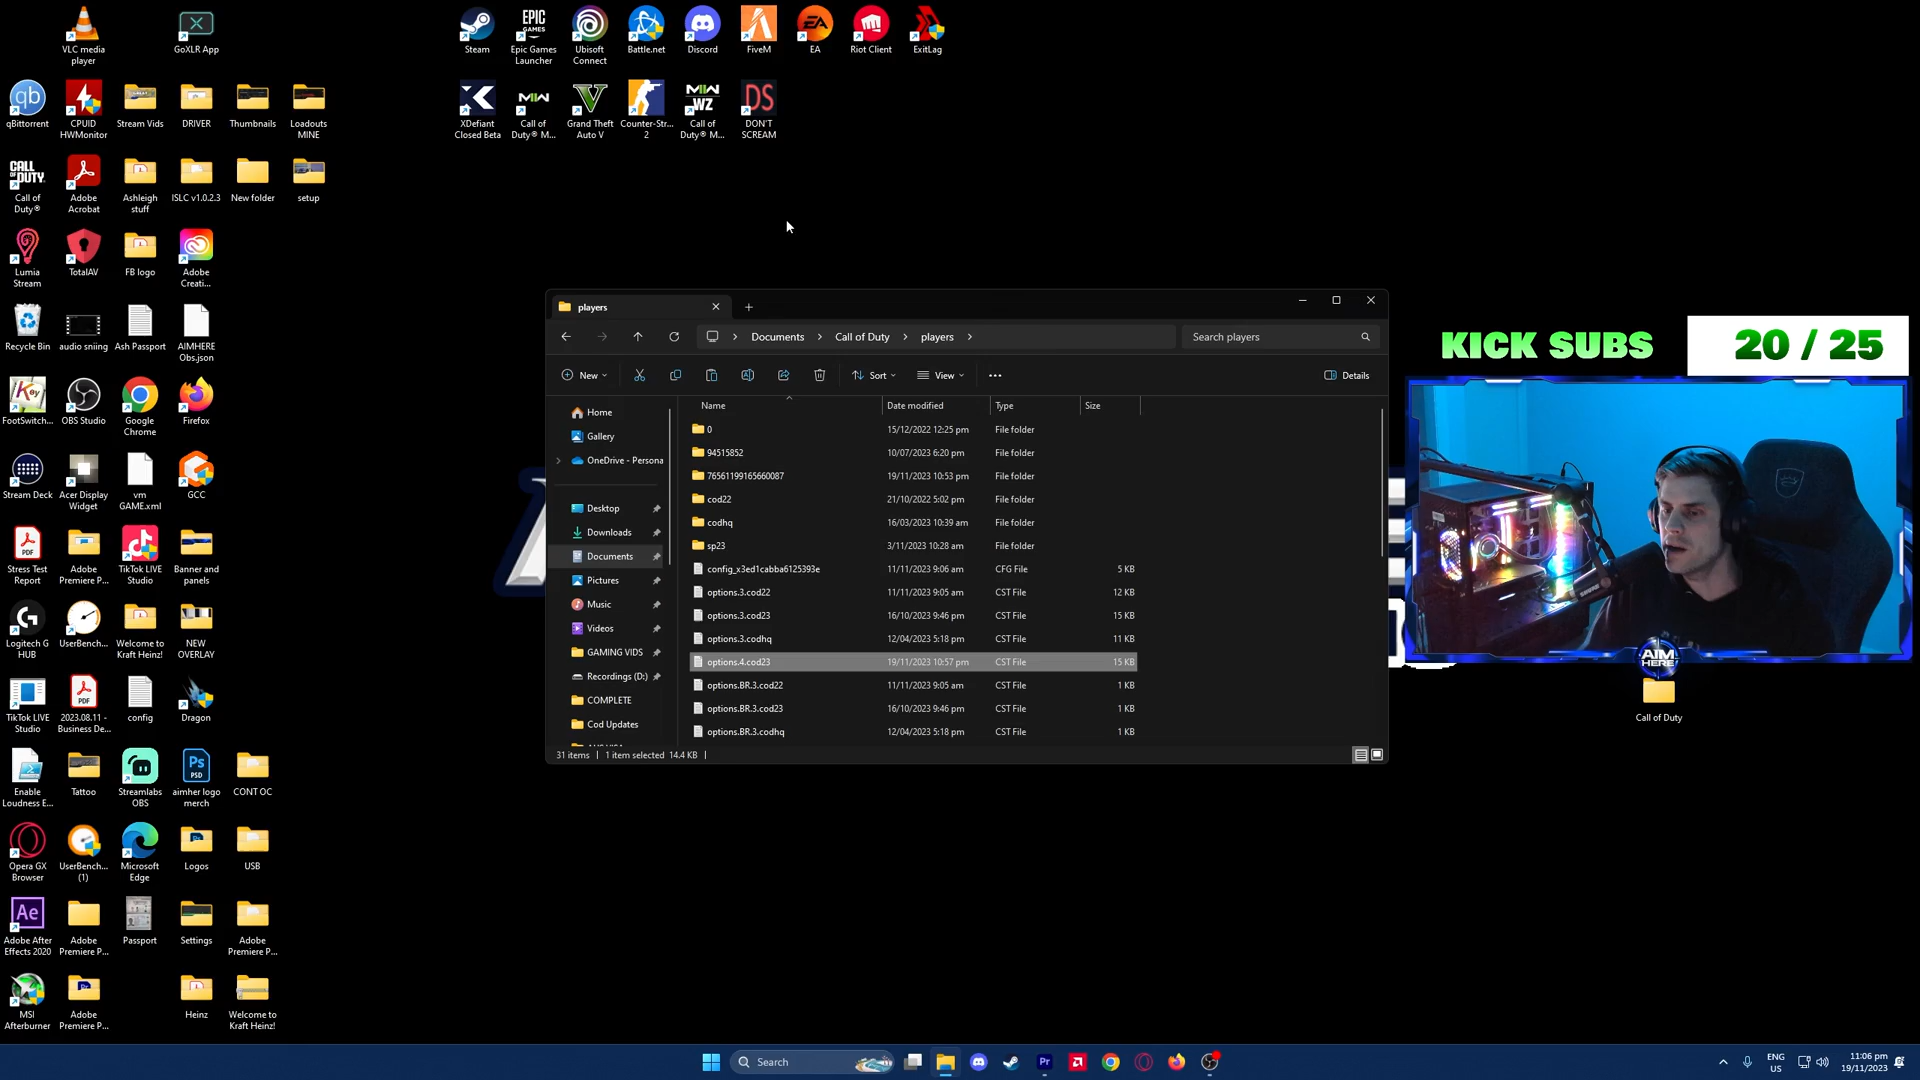 VLC media
player
GoXLR App
Steam
EPIC
GAMES
Epic Games
Launcher
Ubisoft
Connect
Battle.net
Discord
FiveM
EA
Riot Client
ExitLag
qBittorrent
CPUID
HWMonitor
Stream Vids
DRIVER
Thumbnails
Loadouts
MINE
XDefiant
Closed Beta
Call of
Duty® M...
Grand Theft
Auto V
Counter-Str...
2
Call of
Duty® M...
DON'T
SCREAM
CALL
OF DUTY
Call of
Duty®
Adobe
Acrobat
Ashleigh
stuff
ISLC v1.0.2.3
New folder
setup
Lumia
Stream
TotalAV
FB logo
Adobe
Creati...
Recycle Bin
audio sniing
Ash Passport
AIMHERE
Obs.json
FootSwitch...
OBS Studio
Google
Chrome
Firefox
Stream Deck
Acer Display
Widget
vm
GAME.xml
GCC
Stress Test
Report
Adobe
Premiere P...
TikTok LIVE
Studio
Banner and
panels
Logitech G
HUB
UserBench...
Welcome to
Kraft Heinz!
NEW
OVERLAY
TikTok LIVE
Studio
2023.08.11 -
Business De...
config
Dragon
Enable
Loudness E...
Tattoo
Streamlabs
OBS
aimher logo
merch
CONT OC
Opera GX
Browser
UserBench...
(1)
Microsoft
Edge
Logos
USB
Adobe After
Effects 2020
Adobe
Premiere P...
Passport
Settings
Adobe
Premiere P...
MSI
Afterburner
Adobe
Premiere P...
Heinz
Welcome to
Kraft Heinz!
players
Documents > Call of Duty > players >
Search players
New
Sort
View
Details
Home
Gallery
OneDrive - Persona
Desktop
Downloads
Documents
Pictures
Music
Videos
GAMING VIDS
Recordings (D:)
COMPLETE
Cod Updates
Name Date modified Type Size
0 15/12/2022 12:25 pm File folder
94515852 10/07/2023 6:20 pm File folder
76561199165660087 19/11/2023 10:53 pm File folder
cod22 21/10/2022 5:02 pm File folder
codhq 16/03/2023 10:39 am File folder
sp23 3/11/2023 10:28 am File folder
config_x3ed1cabba6125393e 11/11/2023 9:06 am CFG File 5 KB
options.3.cod22 11/11/2023 9:05 am CST File 12 KB
options.3.cod23 16/10/2023 9:46 pm CST File 15 KB
options.3.codhq 12/04/2023 5:18 pm CST File 11 KB
options.4.cod23 19/11/2023 10:57 pm CST File 15 KB
options.BR.3.cod22 11/11/2023 9:05 am CST File 1 KB
options.BR.3.cod23 16/10/2023 9:46 pm CST File 1 KB
options.BR.3.codhq 12/04/2023 5:18 pm CST File 1 KB
31 items 1 item selected 14.4 KB
KICK SUBS 20 / 25
AIM
HERE
Call of Duty
Search
ENG
US
11:06 pm
19/11/2023